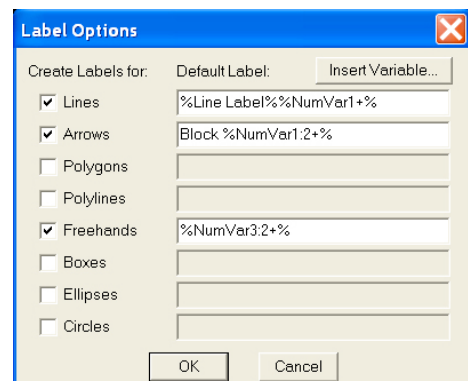 Label Options
Create Labels for: Default Label: Insert Variable...
Lines %Line Label%%NumVar1+%
Arrows Block %NumVar1:2+%
Polygons
Polylines
Freehands %NumVar3:2+%
Boxes
Ellipses
Circles
OK Cancel